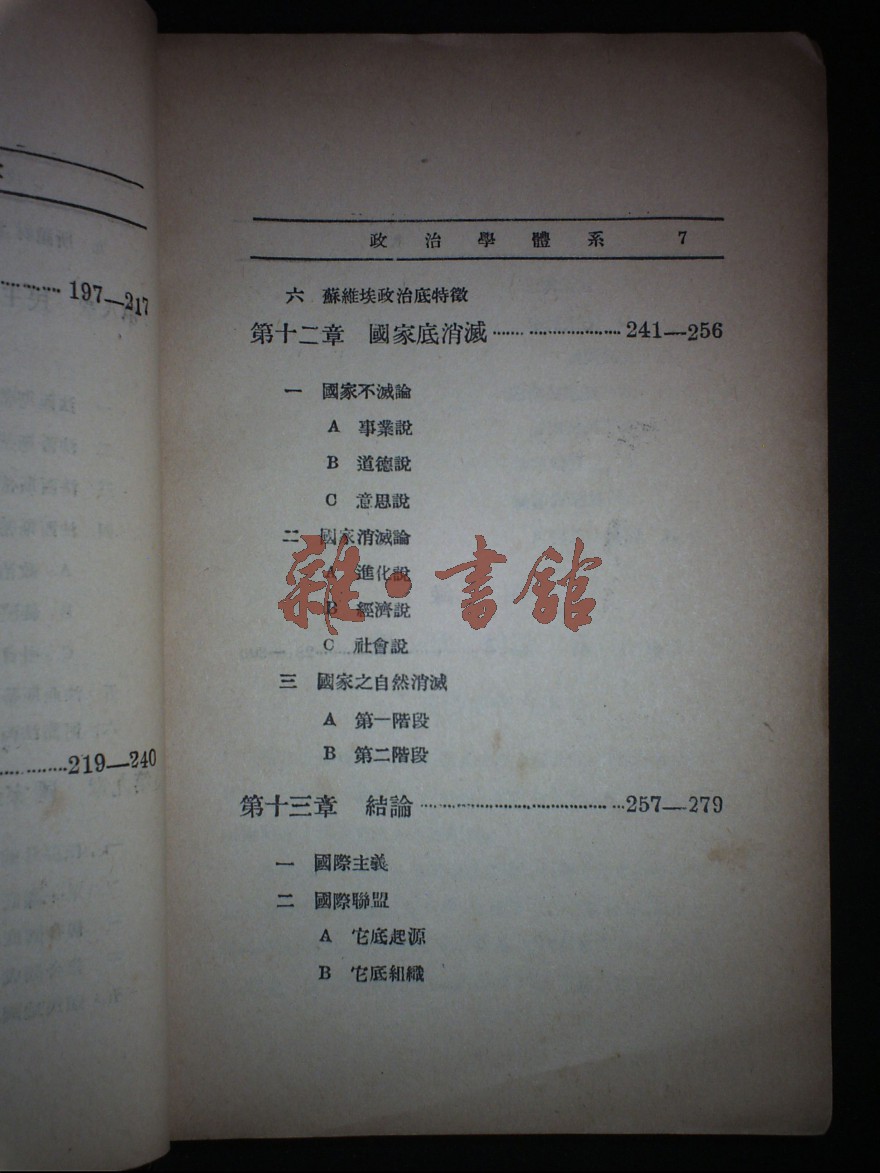 197—217
219—240
政治學體系 7
六 蘇維埃政治底特徵
第十二章 國家底消滅…………………… 241—256
一 國家不滅論
A 事業說
B 道德說
C 意思說
二 國家消滅論
A 進化說
B 經濟說
C 社會說
三 國家之自然消滅
A 第一階段
B 第二階段
第十三章 結論…………………………… 257—279
一 國際主義
二 國際聯盟
A 它底起源
B 它底組織
雜·書館